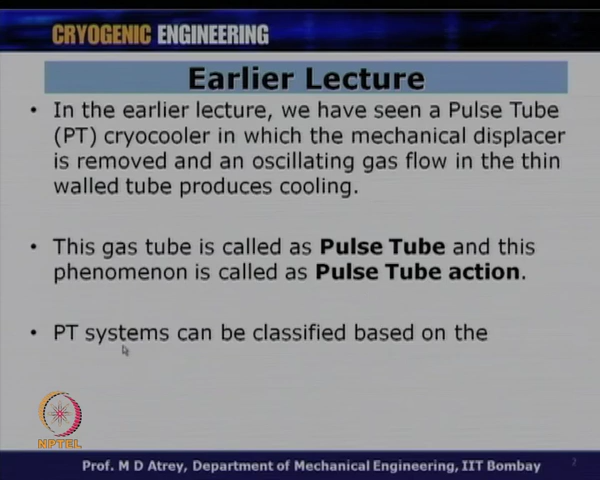 CRYOGENIC ENGINEERING
Earlier Lecture
• In the earlier lecture, we have seen a Pulse Tube
(PT) cryocooler in which the mechanical displacer
is removed and an oscillating gas flow in the thin
walled tube produces cooling.
• This gas tube is called as Pulse Tube and this
phenomenon is called as Pulse Tube action.
• PT systems can be classified based on the
NPTEL
Prof. M D Atrey, Department of Mechanical Engineering, IIT Bombay